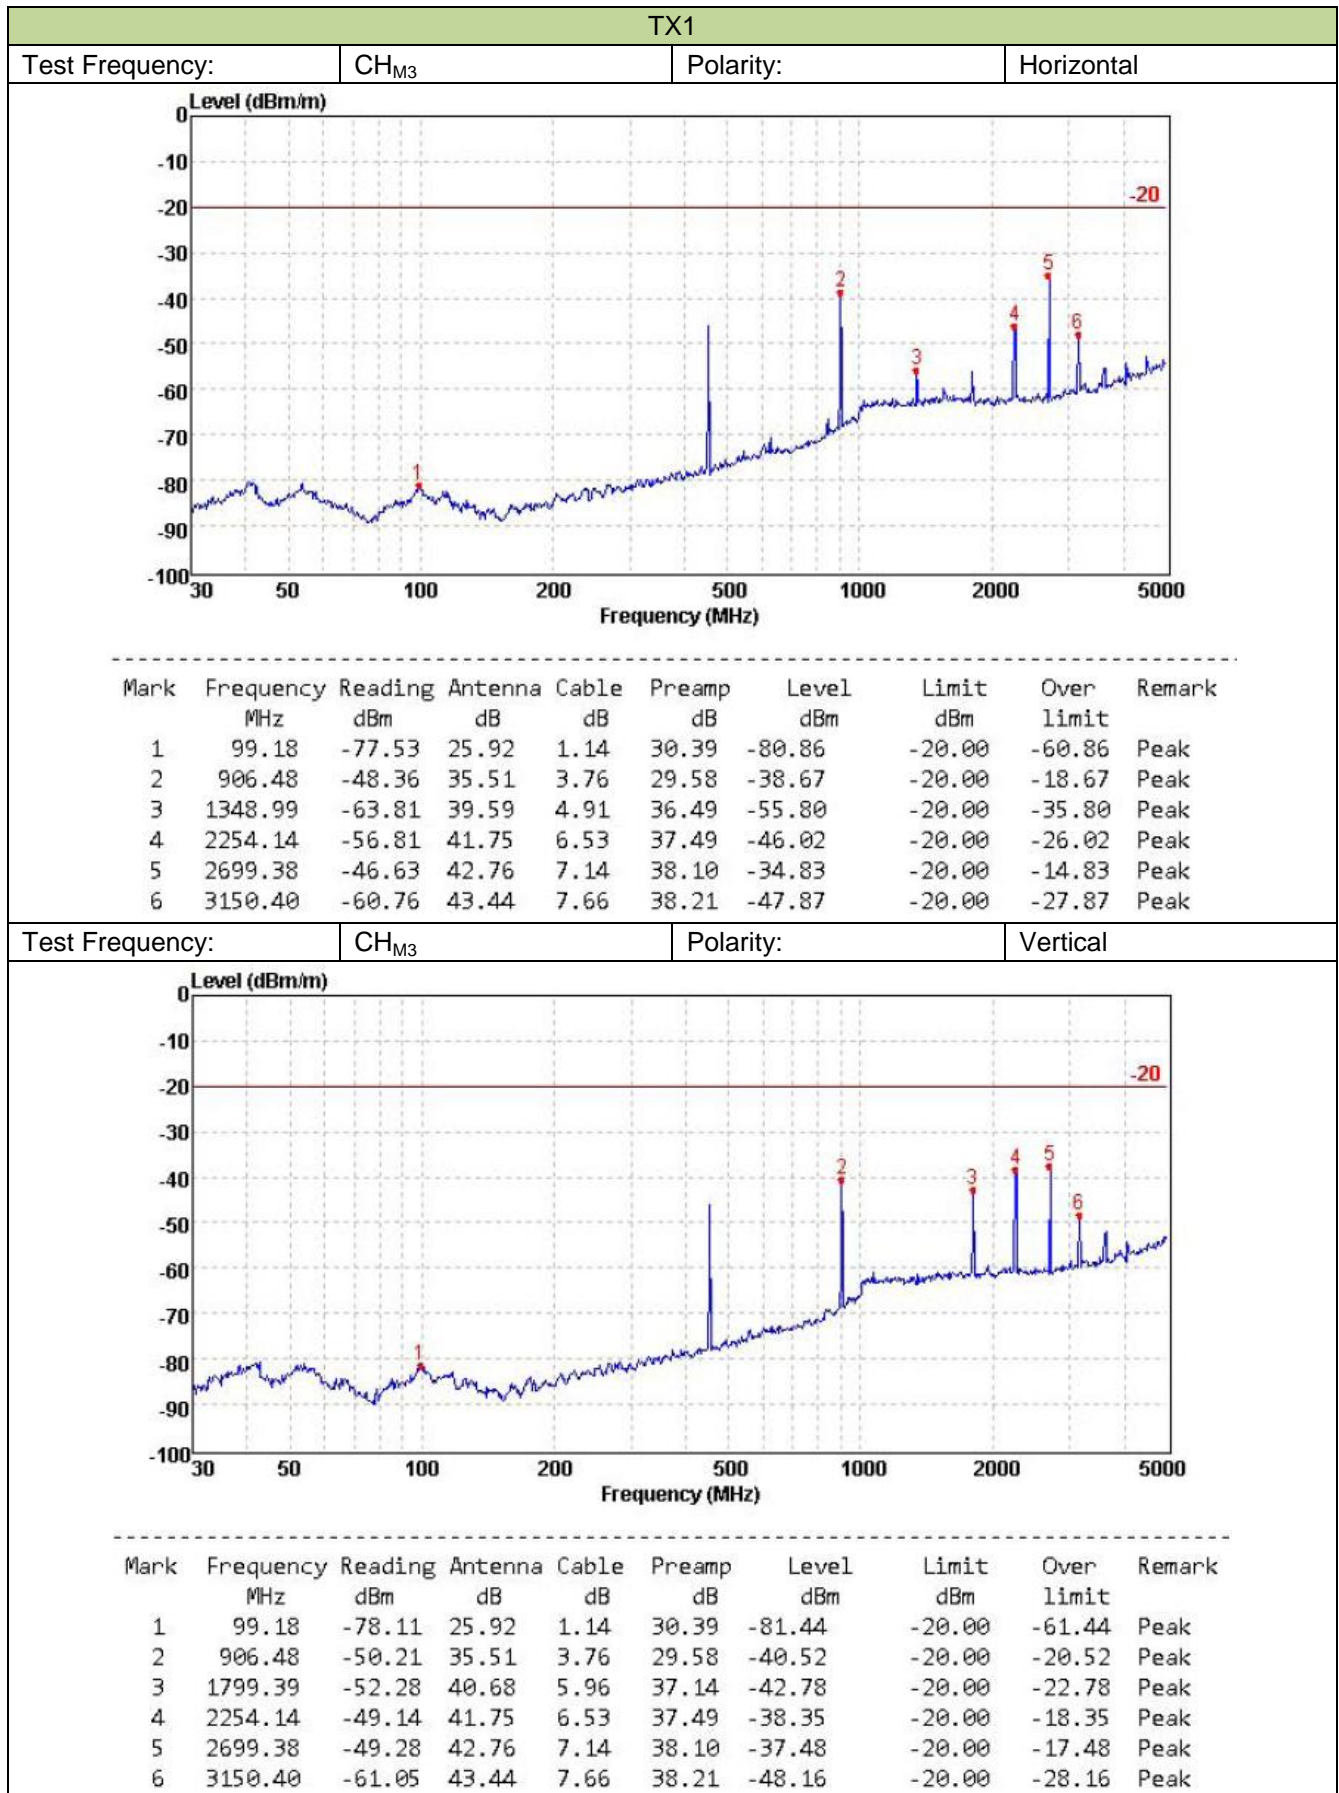 TX1
Test Frequency: CHM3 Polarity: Horizontal
Level (dBm/m)
0
-10
-20
-20
-30
-40
-50
-60
-70
-80
-90
-100
1 2 3 4 5 6
30 50 100 200 500 1000 2000 5000
Frequency (MHz)
Mark Frequency Reading Antenna Cable Preamp Level Limit Over Remark
MHz dBm dB dB dB dBm dBm limit
1 99.18 -77.53 25.92 1.14 30.39 -80.86 -20.00 -60.86 Peak
2 906.48 -48.36 35.51 3.76 29.58 -38.67 -20.00 -18.67 Peak
3 1348.99 -63.81 39.59 4.91 36.49 -55.80 -20.00 -35.80 Peak
4 2254.14 -56.81 41.75 6.53 37.49 -46.02 -20.00 -26.02 Peak
5 2699.38 -46.63 42.76 7.14 38.10 -34.83 -20.00 -14.83 Peak
6 3150.40 -60.76 43.44 7.66 38.21 -47.87 -20.00 -27.87 Peak
Test Frequency: CHM3 Polarity: Vertical
Level (dBm/m)
0
-10
-20
-20
-30
-40
-50
-60
-70
-80
-90
-100
1 2 3 4 5 6
30 50 100 200 500 1000 2000 5000
Frequency (MHz)
Mark Frequency Reading Antenna Cable Preamp Level Limit Over Remark
MHz dBm dB dB dB dBm dBm limit
1 99.18 -78.11 25.92 1.14 30.39 -81.44 -20.00 -61.44 Peak
2 906.48 -50.21 35.51 3.76 29.58 -40.52 -20.00 -20.52 Peak
3 1799.39 -52.28 40.68 5.96 37.14 -42.78 -20.00 -22.78 Peak
4 2254.14 -49.14 41.75 6.53 37.49 -38.35 -20.00 -18.35 Peak
5 2699.38 -49.28 42.76 7.14 38.10 -37.48 -20.00 -17.48 Peak
6 3150.40 -61.05 43.44 7.66 38.21 -48.16 -20.00 -28.16 Peak